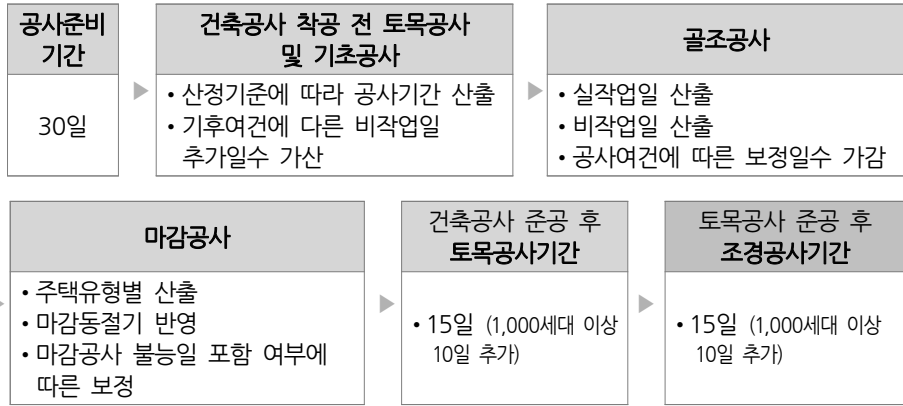 공사준비
기간
30일
건축공사 착공 전 토목공사
및 기초공사
• 산정기준에 따라 공사기간 산출
• 기후여건에 다른 비작업일
추가일수 가산
골조공사
• 실작업일 산출
• 비작업일 산출
• 공사여건에 따른 보정일수 가감
마감공사
• 주택유형별 산출
• 마감동절기 반영
• 마감공사 불능일 포함 여부에
따른 보정
건축공사 준공 후
토목공사기간
• 15일 (1,000세대 이상
10일 추가)
토목공사 준공 후
조경공사기간
• 15일 (1,000세대 이상
10일 추가)